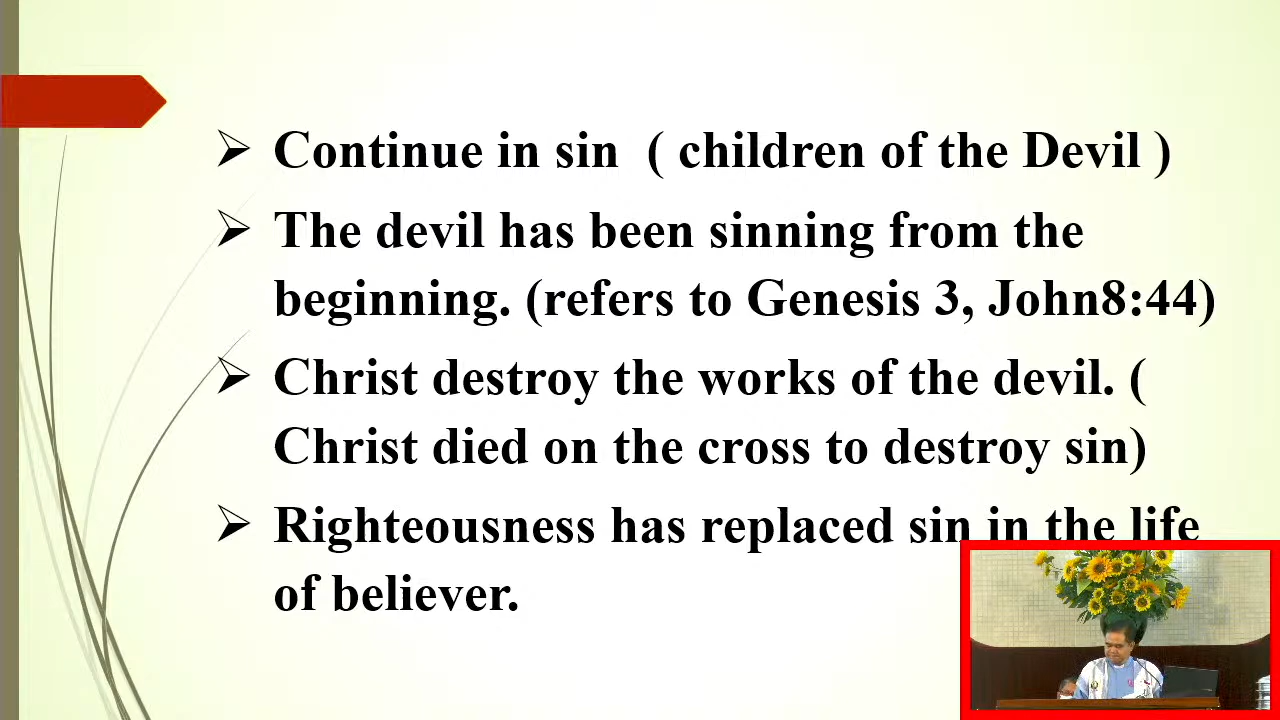 Continue in sin  ( children of the Devil )
The devil has been sinning from the
beginning. (refers to Genesis 3, John8:44)
Christ destroy the works of the devil. (
Christ died on the cross to destroy sin)
Righteousness has replaced sin in the life
of believer.